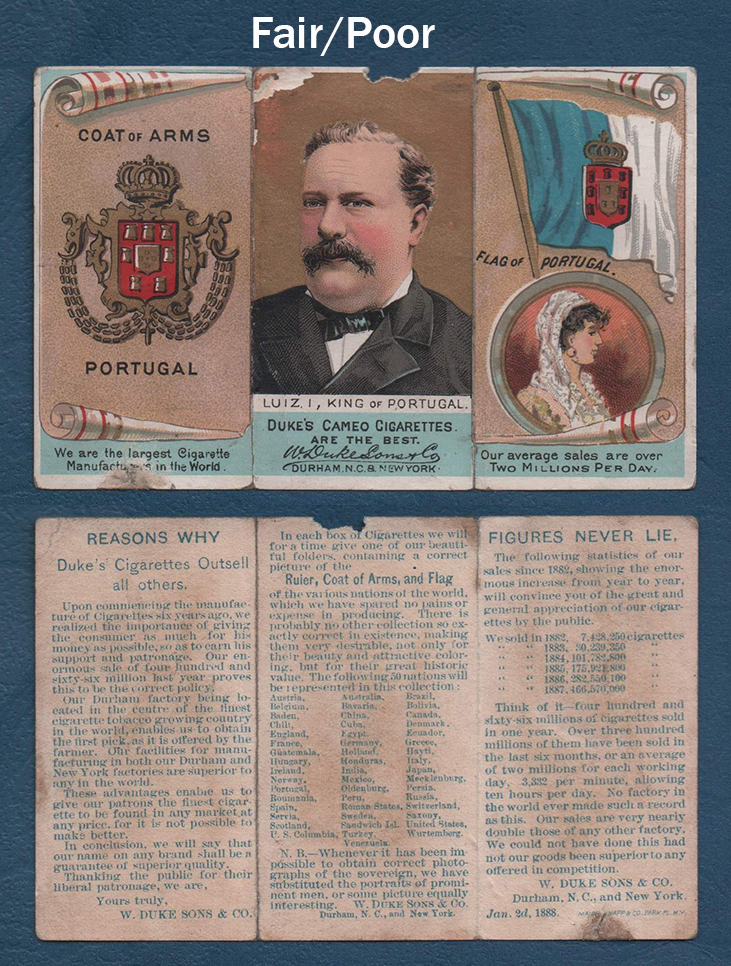 Fair/Poor
COAT OF ARMS
PORTUGAL
We are the largest Cigarette
Manufacturers in the World.
LUIZ. I, KING OF PORTUGAL.
DUKE'S CAMEO CIGARETTES.
ARE THE BEST.
W. Duke Sons & Co
DURHAM, N.C. & NEW YORK.
FLAG OF PORTUGAL.
Our average sales are over
TWO MILLIONS PER DAY.
REASONS WHY
Duke's Cigarettes Outsell
all others.
Upon commencing the manufac-
ture of Cigarettes six years ago, we
realized the importance of giving
the consumer as much for his
money as possible, so as to earn his
support and patronage. Our en-
ormous sale of four hundred and
sixty-six million last year proves
this to be the correct policy.
Our Durham factory being lo-
cated in the centre of the finest
cigarette tobacco growing country
in the world, enables us to obtain
the first pick, as it is offered by the
farmer. Our facilities for manu-
facturing in both our Durham and
New York factories are superior to
any in the world.
These advantages enable us to
give our patrons the finest cigar-
ette to be found in any market at
any price, for it is not possible to
make better.
In conclusion, we will say that
our name on any brand shall be a
guarantee of superior quality.
Thanking the public for their
liberal patronage, we are,
Yours truly,
W. DUKE SONS & CO.
In each box of Cigarettes we will
for a time give one of our beauti-
ful folders, containing a correct
picture of the
Ruler, Coat of Arms, and Flag
of the various nations of the world,
which we have spared no pains or
expense in producing. There is
probably no other collection so ex-
actly correct in existence, making
them very desirable, not only for
their beauty and attractive color-
ing, but for their great historic
value. The following 50 nations will
be represented in this collection:
Austria, Australia, Brazil,
Belgium, Bavaria, Bolivia,
Baden, China, Canada,
Chili, Cuba, Denmark,
England, Egypt, Ecuador,
France, Germany, Greece,
Guatemala, Holland, Hayti,
Hungary, Honduras, Italy,
Ireland, India, Japan,
Norway, Mexico, Mecklenburg,
Portugal, Oldenburg, Persia,
Roumania, Peru, Russia,
Spain, Roman States, Switzerland,
Servia, Sweden, Saxony,
Scotland, Sandwich Isl. United States,
U. S. Columbia, Turkey, Wurtemberg.
Venezuela.
N. B.—Whenever it has been im
possible to obtain correct photo-
graphs of the sovereign, we have
substituted the portraits of promi-
nent men, or some picture equally
interesting. W. DUKE SONS & CO.
Durham, N. C., and New York.
FIGURES NEVER LIE.
The following statistics of our
sales since 1882, showing the enor-
mous increase from year to year,
will convince you of the great and
general appreciation of our cigar-
ettes by the public.
We sold in 1882, 7,428,250 cigarettes
" " 1883, 30,239,350 "
" " 1884, 101,782,800 "
" " 1885, 175,921,800 "
" " 1886, 282,550,100 "
" " 1887, 466,570,000 "
Think of it—four hundred and
sixty-six millions of cigarettes sold
in one year. Over three hundred
millions of them have been sold in
the last six months, or an average
of two millions for each working
day. 3,332 per minute, allowing
ten hours per day. No factory in
the world ever made such a record
as this. Our sales are very nearly
double those of any other factory.
We could not have done this had
not our goods been superior to any
offered in competition.
W. DUKE SONS & CO.
Durham, N. C., and New York.
Jan. 2d, 1888.
KNAPP & CO. PARK PL. N.Y.